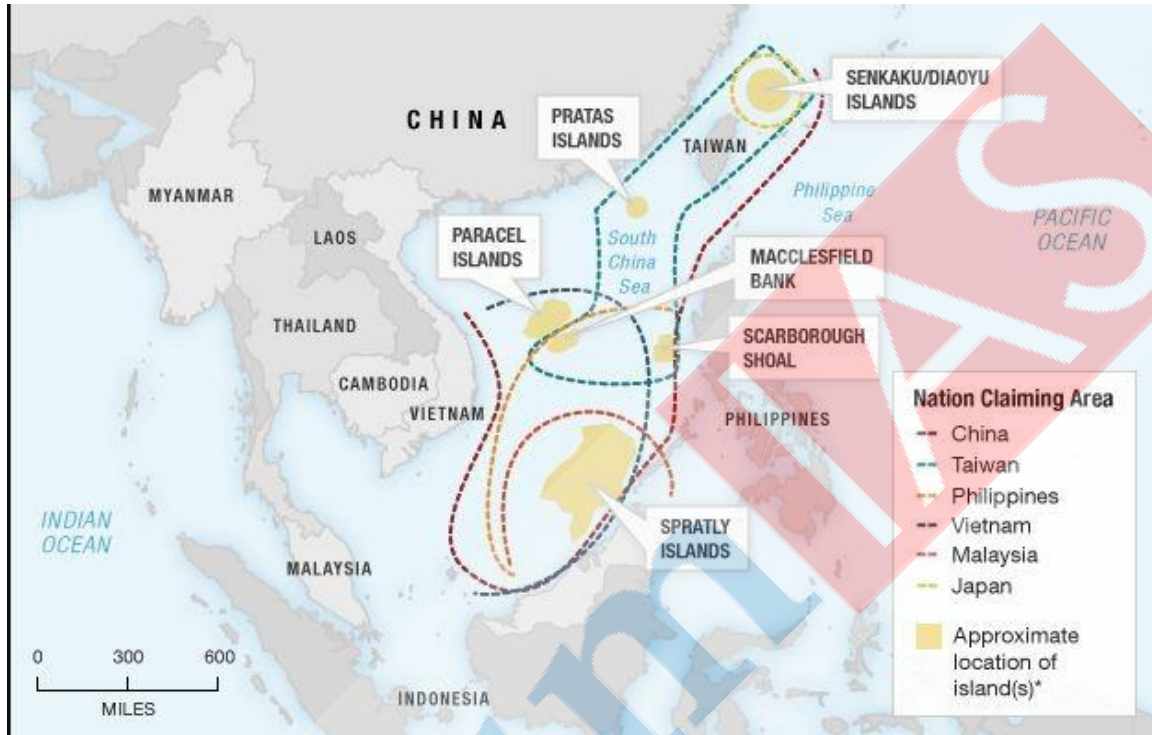 SENKAKU/DIAOYU
ISLANDS
CHINA
PRATAS
ISLANDS
TAIWAN
MYANMAR
Philippine
Sea
PACIFIC
OCEAN
LAOS
PARACEL
ISLANDS
South
China
Sea
MACCLESFIELD
BANK
THAILAND
SCARBOROUGH
SHOAL
CAMBODIA
VIETNAM
PHILIPPINES
Nation Claiming Area
China
Taiwan
Philippines
Vietnam
Malaysia
Japan
Approximate
location of
island(s)*
INDIAN
OCEAN
SPRATLY
ISLANDS
MALAYSIA
0 300 600
MILES
INDONESIA
IAS